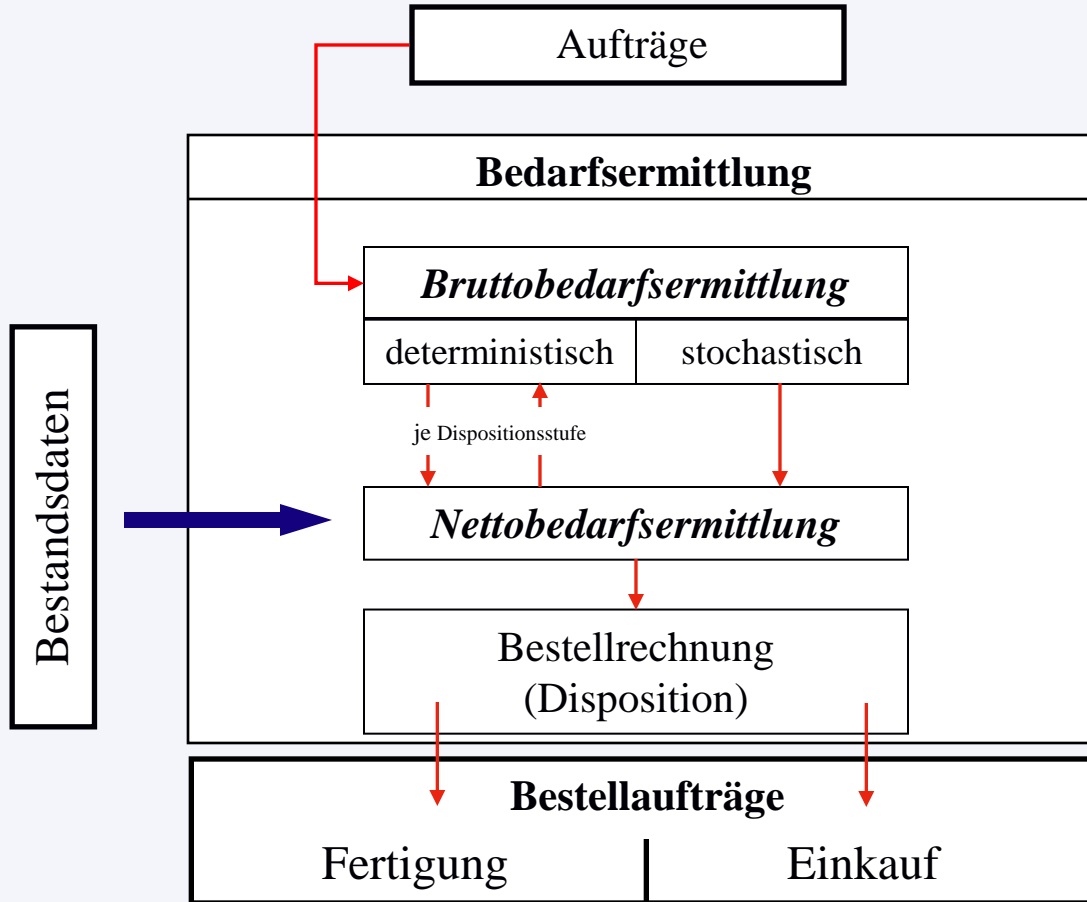 Aufträge
Bedarfsermittlung
Bruttobedarfsermittlung
deterministisch
stochastisch
je Dispositionsstufe
Bestandsdaten
Nettobedarfsermittlung
Bestellrechnung
(Disposition)
Bestellaufträge
Fertigung
Einkauf